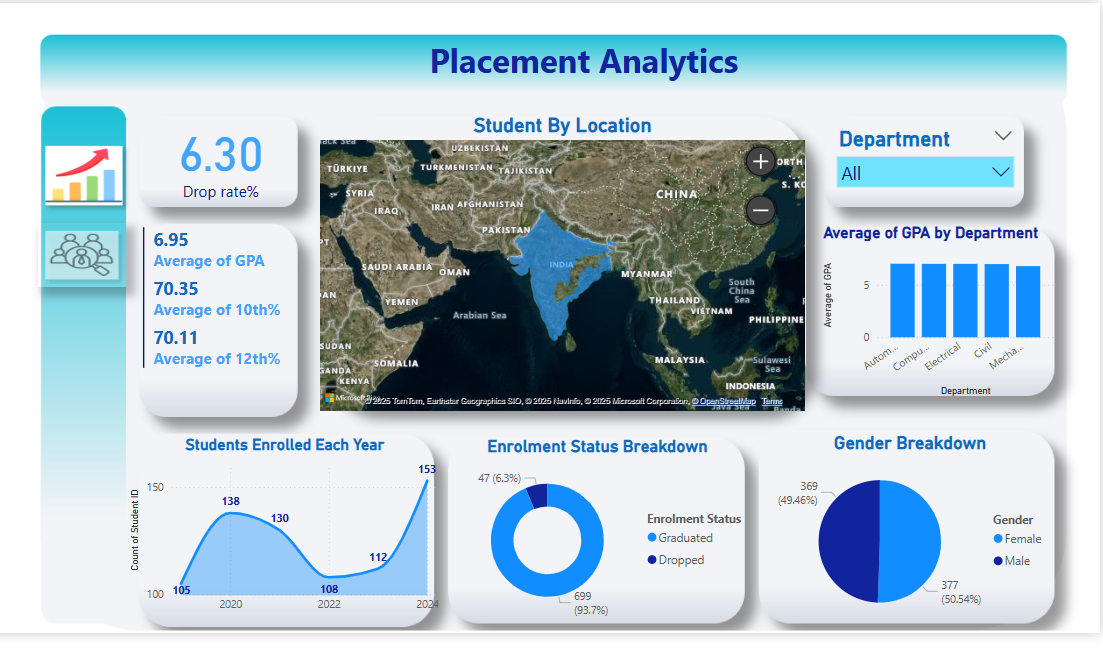 Placement Analytics
6.30
Drop rate%
6.95
Average of GPA
70.35
Average of 10th%
70.11
Average of 12th%
Student By Location
UZBEKISTAN
TÜRKIYE
TURKMENISTAN
TAJIKISTAN
SYRIA
CHINA
IRAQ
IRAN
AFGHANISTAN
PAKISTAN
SAUDI ARABIA
OMAN
INDIA
MYANMAR
YEMEN
South
China
Sea
THAILAND
VIETNAM
Arabian Sea
PHILIPPINE
SUDAN
SOMALIA
MALAYSIA
Sulawesi
Sea
KENYA
INDONESIA
Java Sea
Banda
© 2025 TomTom, Earthstar Geographics SIO, © 2025 NavInfo, © 2025 Microsoft Corporation, © OpenStreetMap Terms
Department
All
Average of GPA by Department
Average of GPA
5
0
Autom...
Compu...
Electrical
Civil
Mecha...
Department
Students Enrolled Each Year
Count of Student ID
150
100
105
138
130
108
112
153
2020
2022
2024
Enrolment Status Breakdown
47 (6.3%)
699
(93.7%)
Enrolment Status
Graduated
Dropped
Gender Breakdown
369
(49.46%)
377
(50.54%)
Gender
Female
Male